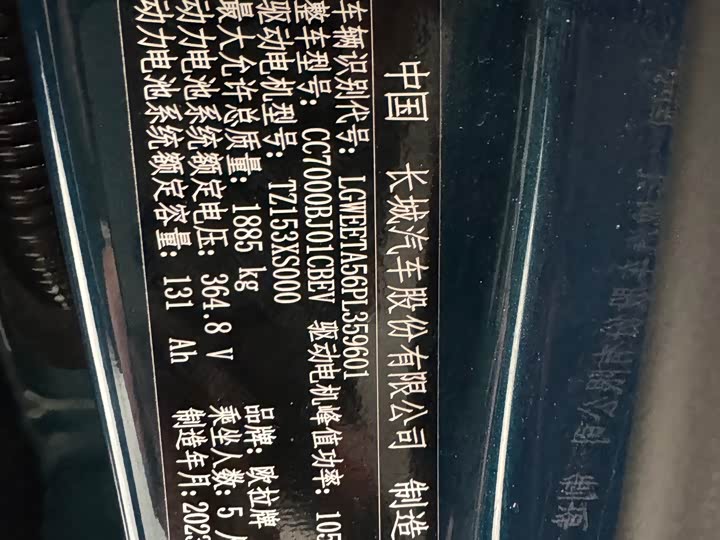 中国 长城汽车股份有限公司 制造
车辆识别代号: LGWEETA56PL359601
整车型号: CC7000BJ01CBEV 驱动电机峰值功率: 105
驱动电机型号: TZ153XS000
最大允许总质量: 1885 kg 品牌: 欧拉牌
动力电池系统额定电压: 364.8 V 乘坐人数: 5 人
动力电池系统额定容量: 131 Ah 制造年月: 2023